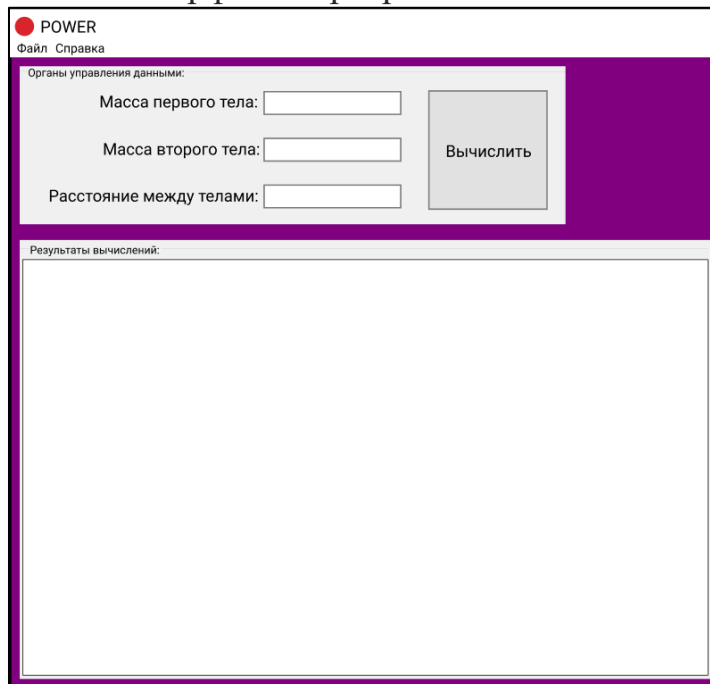 POWER
Файл Справка
Органы управления данными:
Масса первого тела:
Масса второго тела:
Вычислить
Расстояние между телами:
Результаты вычислений: